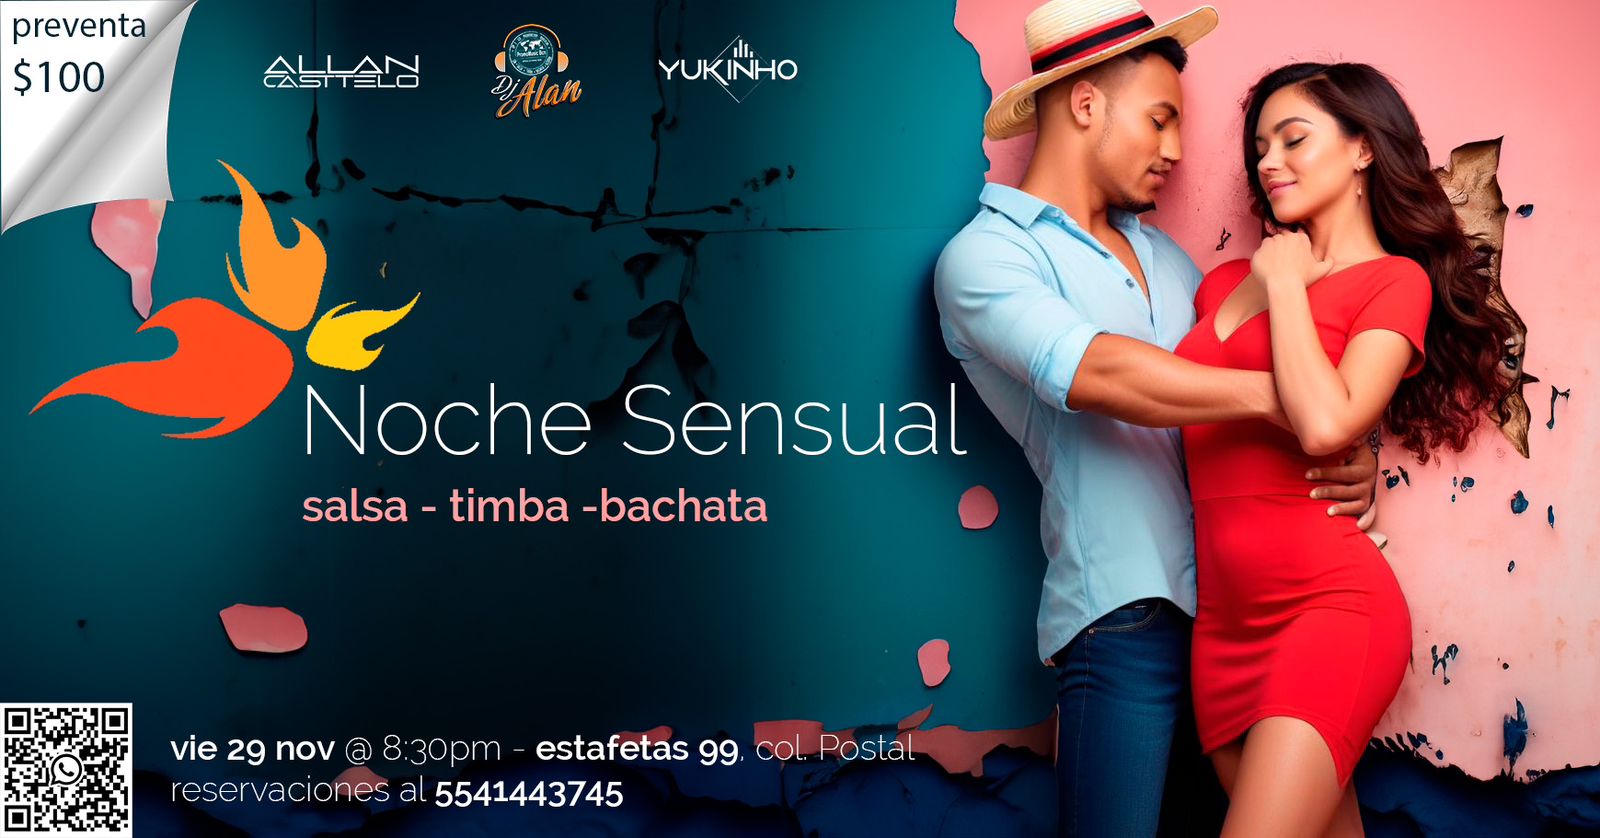 preventa
$100
ALLAN
CASTTELO
Dj Alan
YUKINHO
Noche Sensual
salsa - timba -bachata
vie 29 nov @ 8:30pm - estafetas 99, col. Postal
reservaciones al 5541443745